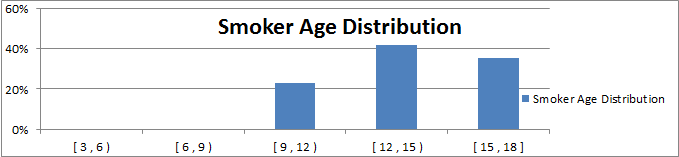 Smoker Age Distribution
60%
40%
20%
0%
[ 3 , 6 )
[ 6 , 9 )
[ 9 , 12 )
[ 12 , 15 )
[ 15 , 18 ]
Smoker Age Distribution